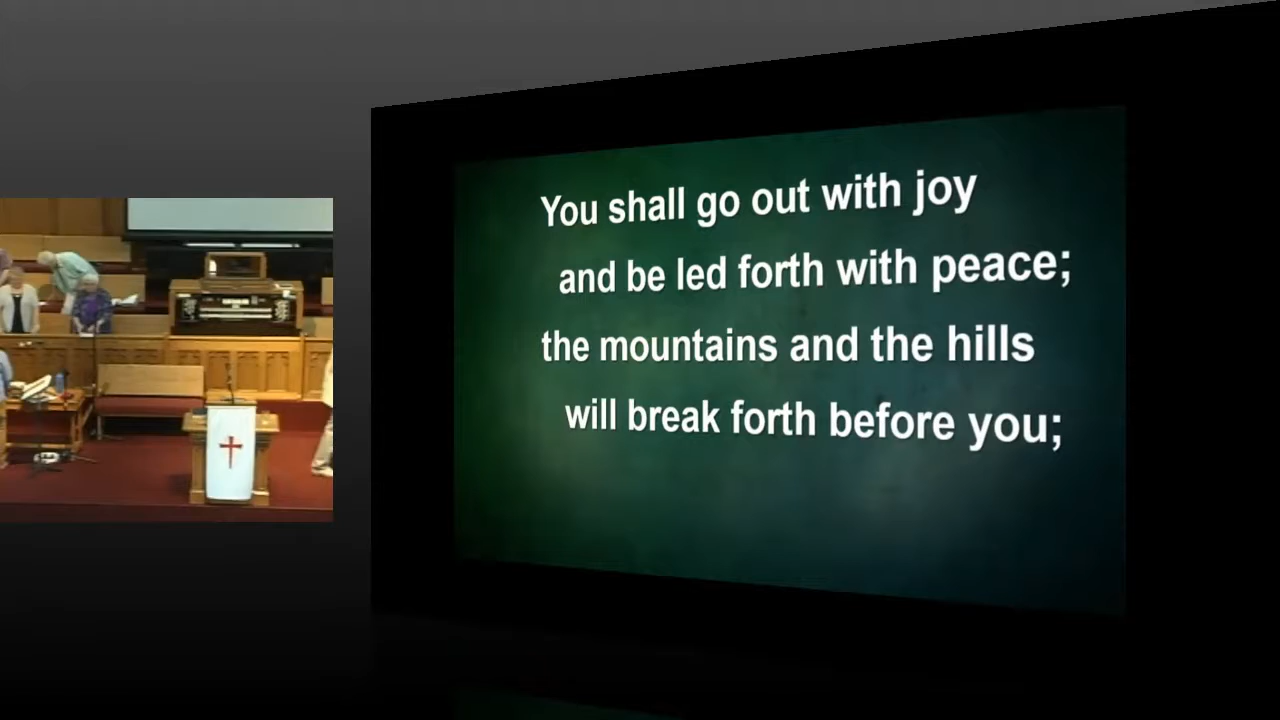 You shall go out with joy
and be led forth with peace;
the mountains and the hills
will break forth before you;